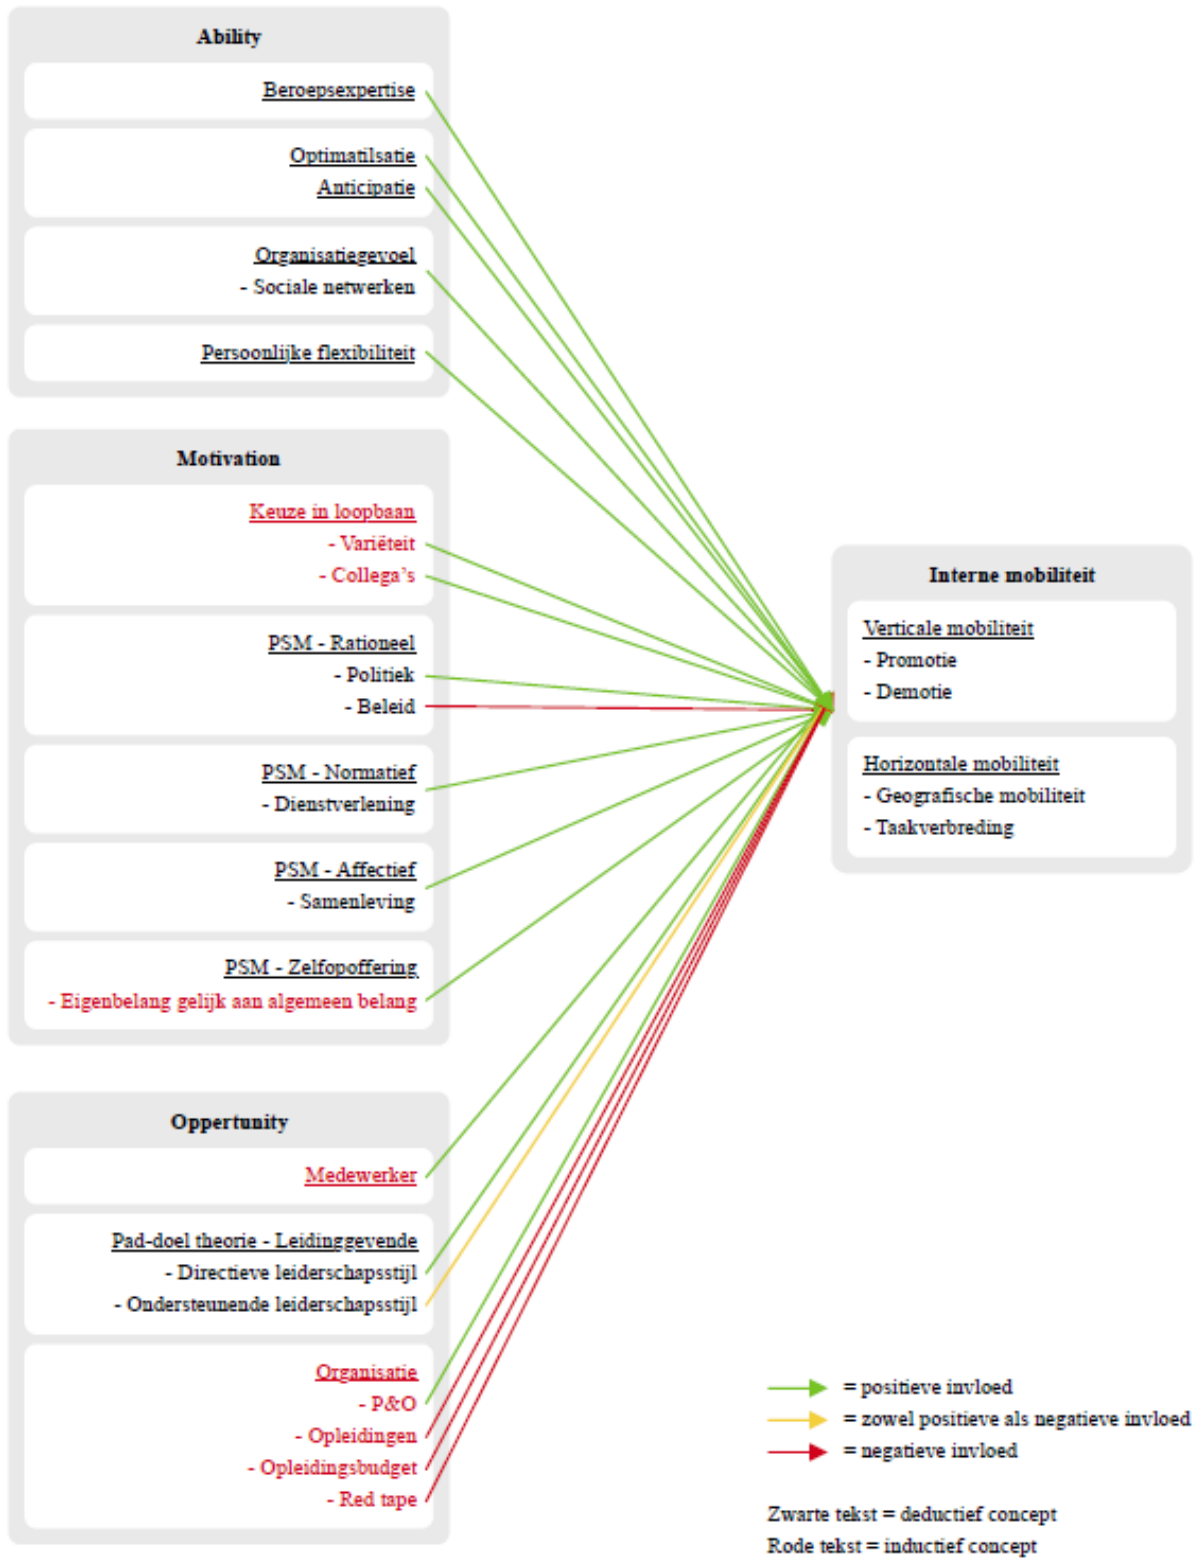 Ability
Beroepsexpertise
Optimatilsatie
Anticipatie
Organisatiegevoel
- Sociale netwerken
Persoonlijke flexibiliteit
Motivation
Keuze in loopbaan
- Variëteit
- Collega's
PSM - Rationeel
- Politiek
- Beleid
PSM - Normatief
- Dienstverlening
PSM - Affectief
- Samenleving
PSM - Zelfopoffering
- Eigenbelang gelijk aan algemeen belang
Oppertunity
Medewerker
Pad-doel theorie - Leidinggevende
- Directieve leiderschapsstijl
- Ondersteunende leiderschapsstijl
Organisatie
- P&O
- Opleidingen
- Opleidingsbudget
- Red tape
Interne mobiliteit
Verticale mobiliteit
- Promotie
- Demotie
Horizontale mobiliteit
- Geografische mobiliteit
- Taakverbreding
= positieve invloed
= zowel positieve als negatieve invloed
= negatieve invloed
Zwarte tekst = deductief concept
Rode tekst = inductief concept